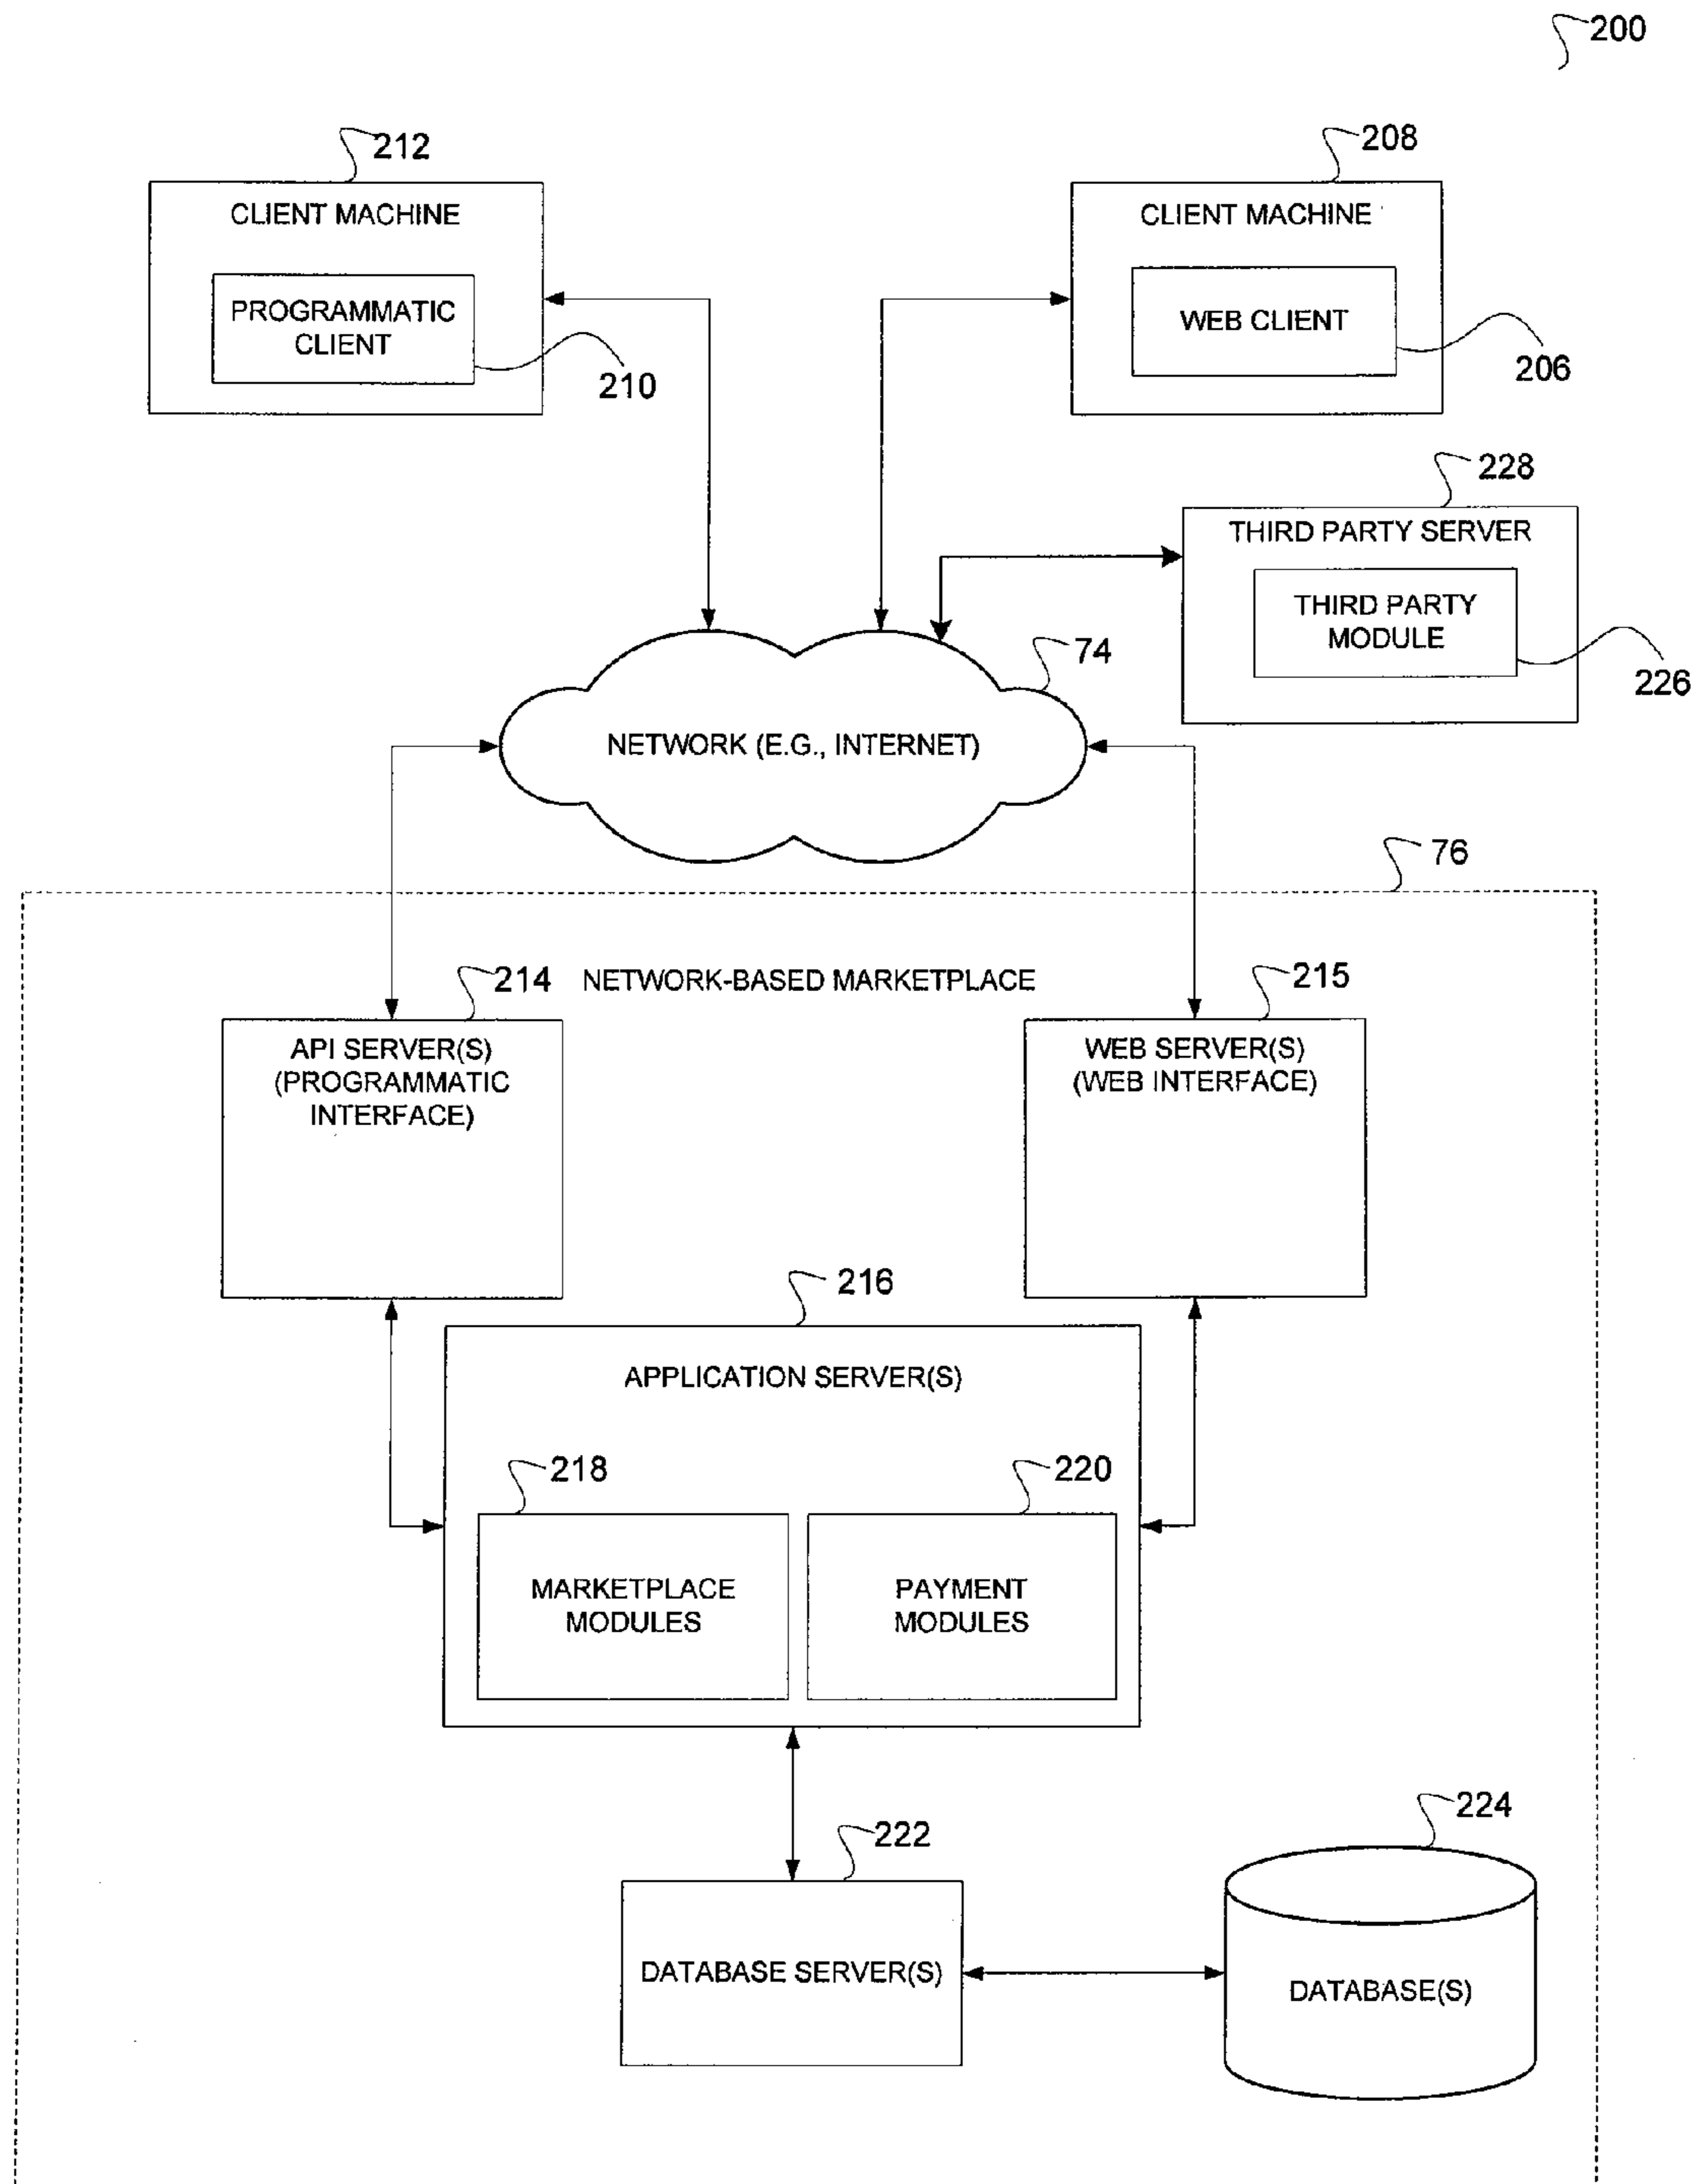 200
212
208
CLIENT MACHINE
CLIENT MACHINE
PROGRAMMATIC
CLIENT
WEB CLIENT
210
206
228
THIRD PARTY SERVER
THIRD PARTY
MODULE
74
226
NETWORK (E.G., INTERNET)
76
214
NETWORK-BASED MARKETPLACE
215
API SERVER(S)
(PROGRAMMATIC
INTERFACE)
WEB SERVER(S)
(WEB INTERFACE)
216
APPLICATION SERVER(S)
218
220
MARKETPLACE
MODULES
PAYMENT
MODULES
224
222
DATABASE SERVER(S)
DATABASE(S)